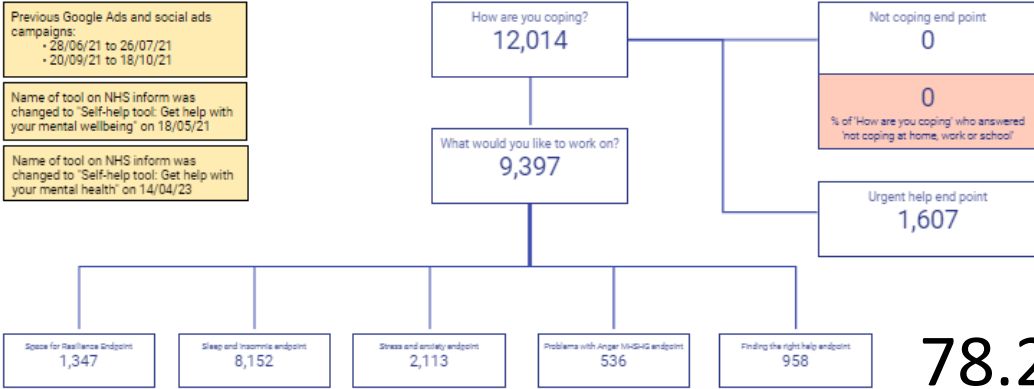 Previous Google Ads and social ads
campaigns:
• 28/06/21 to 26/07/21
• 20/09/21 to 18/10/21
Name of tool on NHS inform was
changed to "Self-help tool: Get help with
your mental wellbeing" on 18/05/21
Name of tool on NHS inform was
changed to "Self-help tool: Get help with
your mental health" on 14/04/23
How are you coping?
12,014
What would you like to work on?
9,397
Not coping end point
0
0
% of 'How are you coping' who answered
'not coping at home, work or school'
Urgent help end point
1,607
Space for Resilience Endpoint
1,347
Sleep and insomnia endpoint
8,152
Stress and anxiety endpoint
2,113
Problems with Anger MHSHG endpoint
536
Finding the right help endpoint
958
78.2